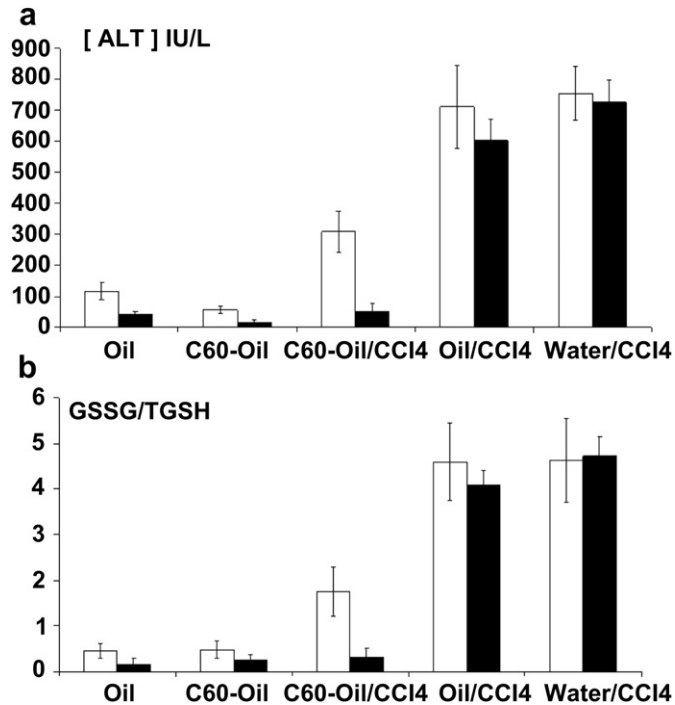 a
[ ALT ] IU/L
900
800
700
600
500
400
300
200
100
0
Oil C60-Oil C60-Oil/CCl4 Oil/CCl4 Water/CCl4
b
GSSG/TGSH
6
5
4
3
2
1
0
Oil C60-Oil C60-Oil/CCl4 Oil/CCl4 Water/CCl4